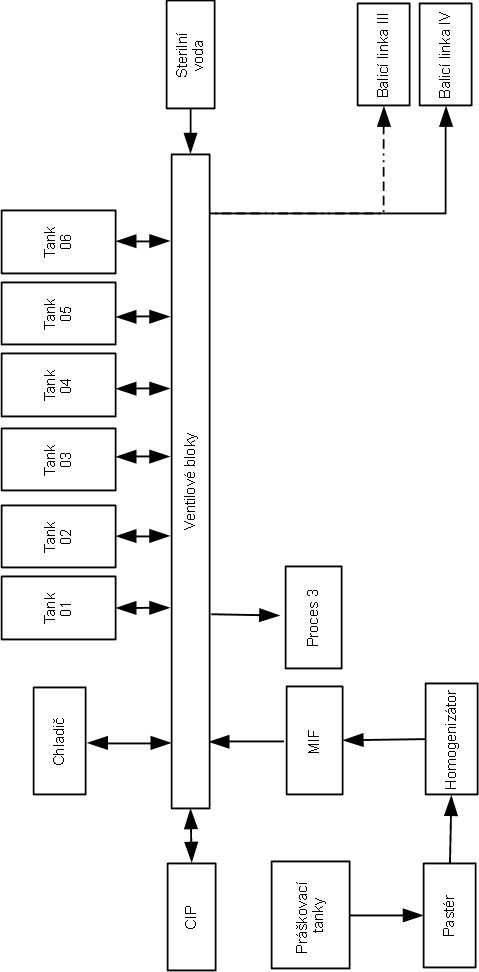 Sterilní
voda
Balicí linka III
Balicí linka IV
Tank
06
Tank
05
Tank
04
Tank
03
Tank
02
Tank
01
Ventilové bloky
Proces 3
Chladič
MIF
Homogenizátor
CIP
Práškovací
tanky
Pastér